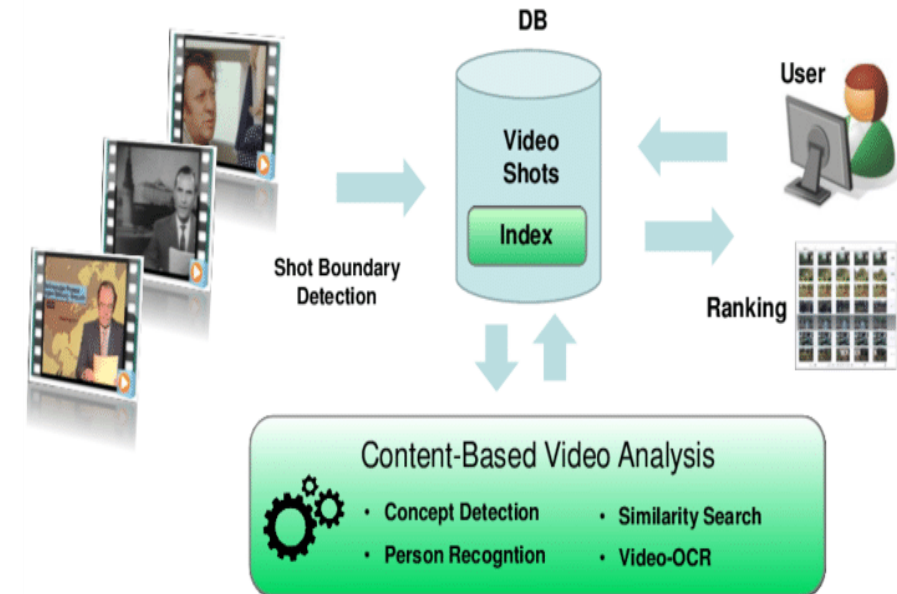 DB
User
Video
Shots
Index
Shot Boundary
Detection
Ranking
Content-Based Video Analysis
• Concept Detection
• Person Recogntion
• Similarity Search
• Video-OCR